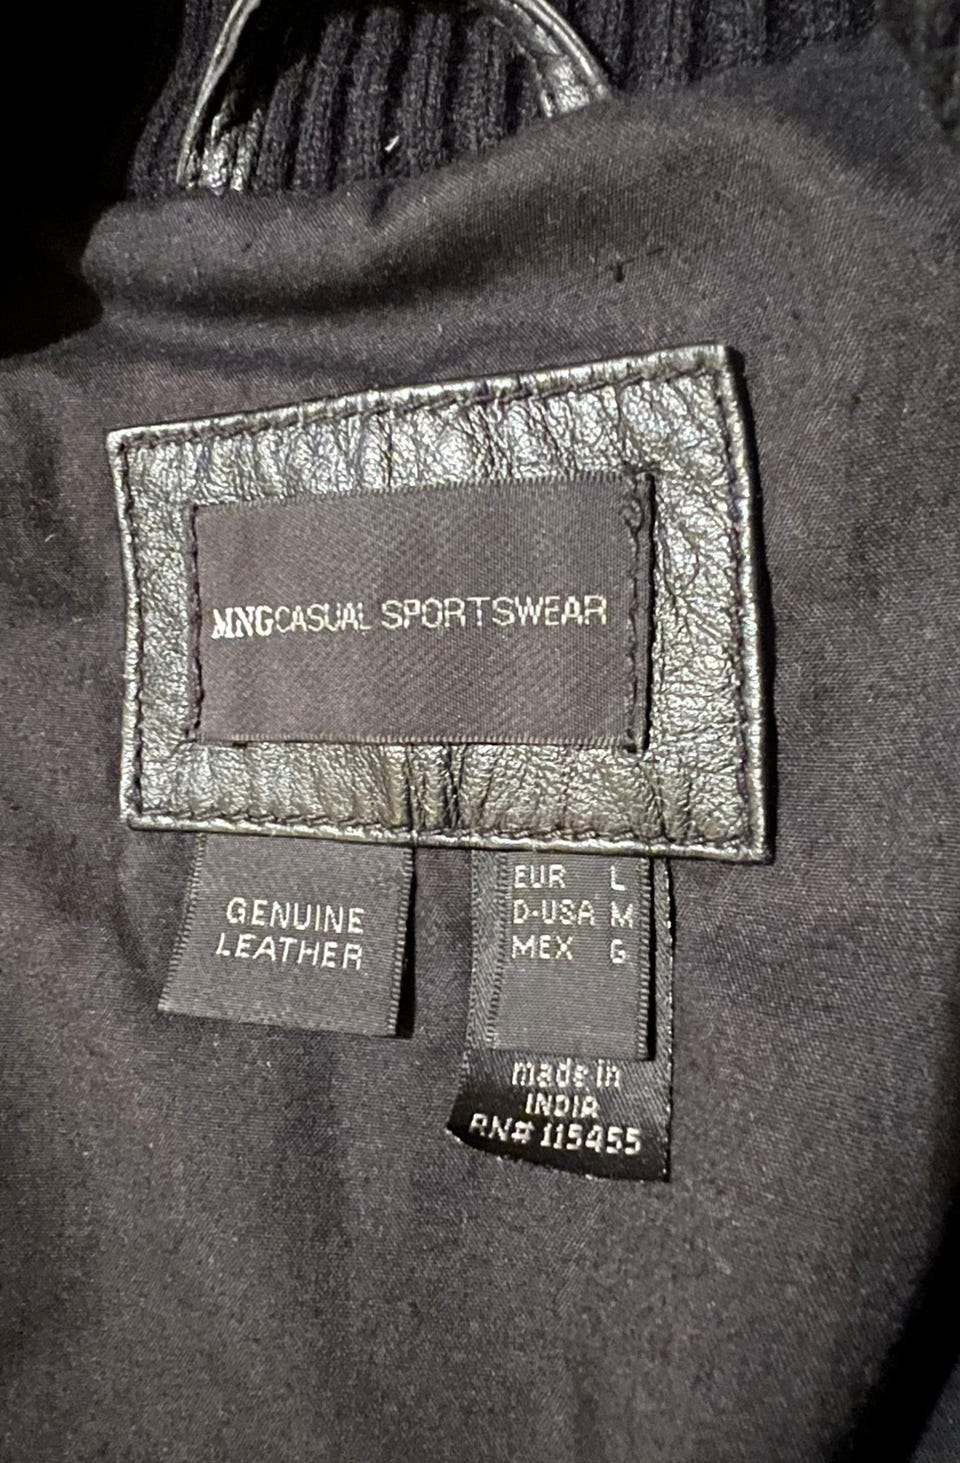 MNGCASUAL SPORTSWEAR
GENUINE
LEATHER
EUR L
D-USA M
MEX G
made in
INDIA
RN# 115455